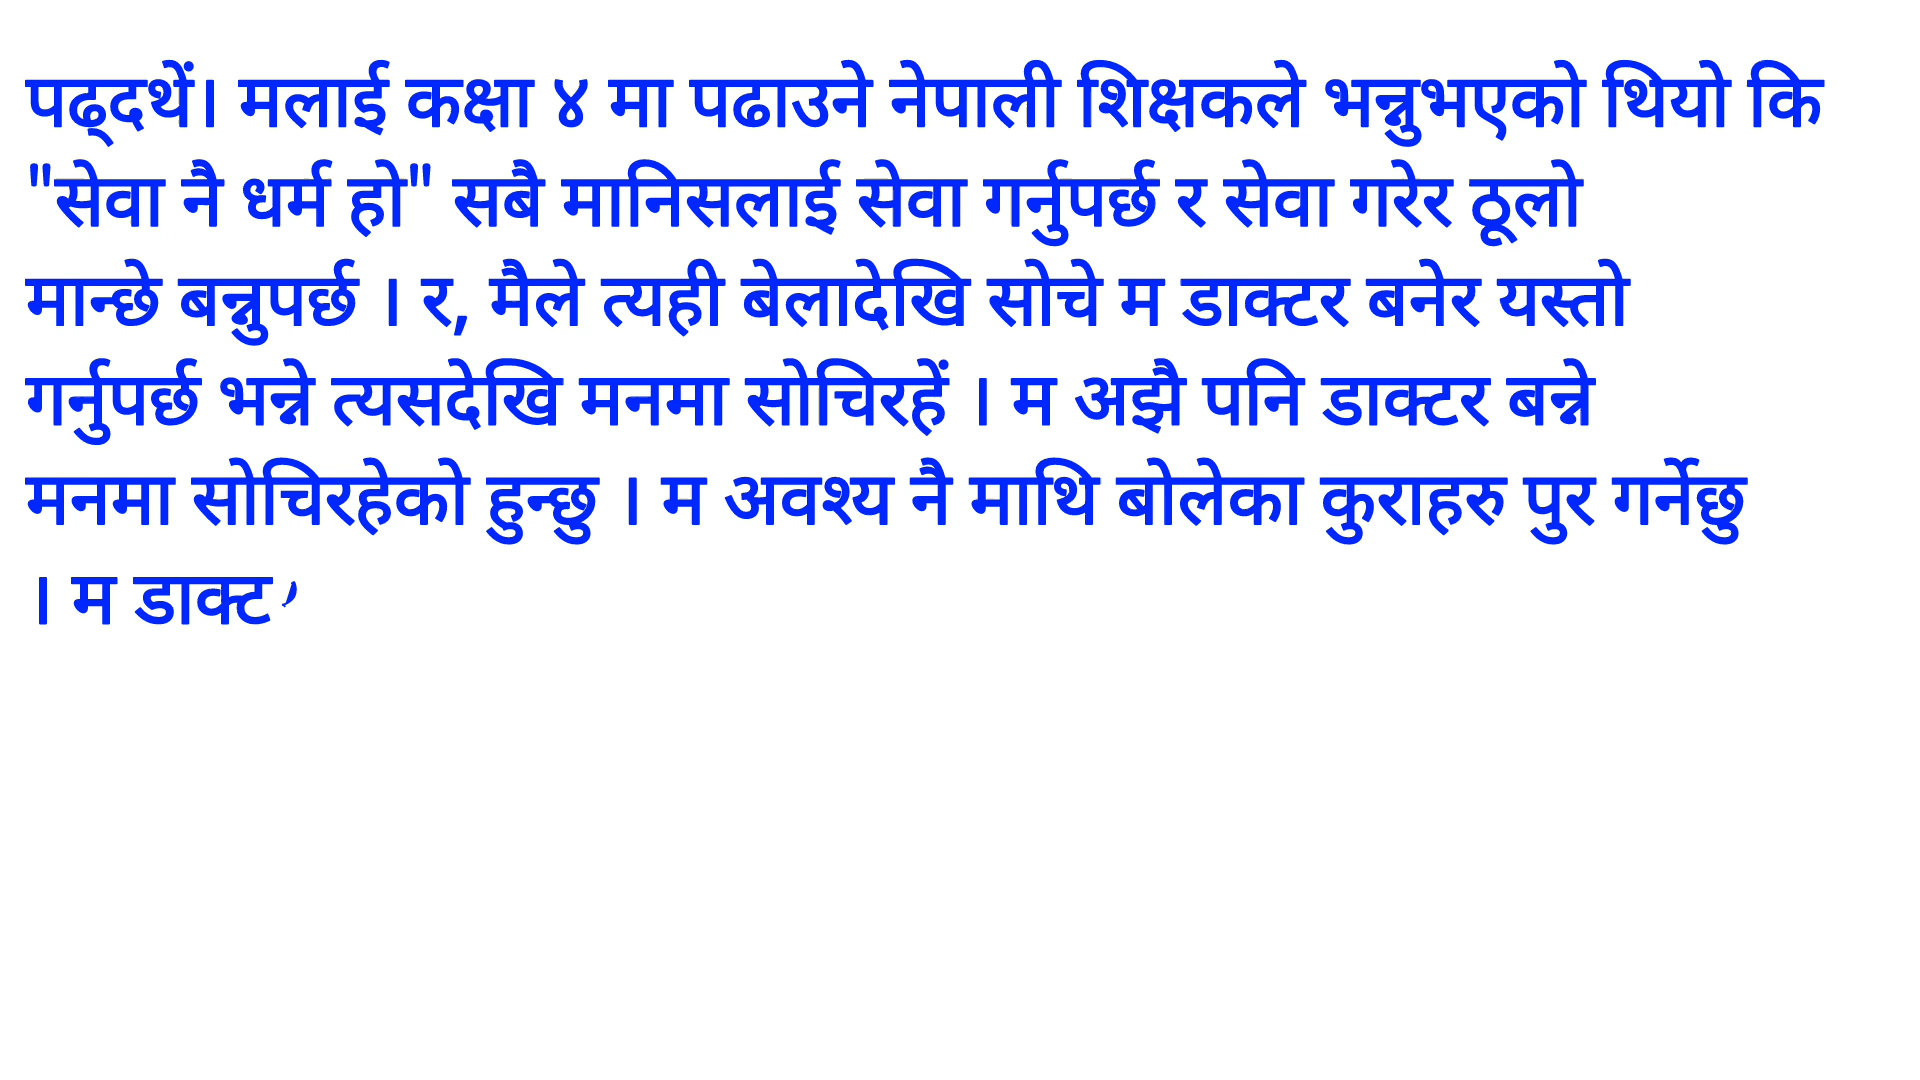 पढ्दथें। मलाई कक्षा ४ मा पढाउने नेपाली शिक्षकले भन्नुभएको थियो कि
"सेवा नै धर्म हो" सबै मानिसलाई सेवा गर्नुपर्छ र सेवा गरेर ठूलो
मान्छे बन्नुपर्छ । र, मैले त्यही बेलादेखि सोचे म डाक्टर बनेर यस्तो
गर्नुपर्छ भन्ने त्यसदेखि मनमा सोचिरहें । म अझै पनि डाक्टर बन्ने
मनमा सोचिरहेको हुन्छु । म अवश्य नै माथि बोलेका कुराहरु पुर गर्नेछु
। म डाक्ट